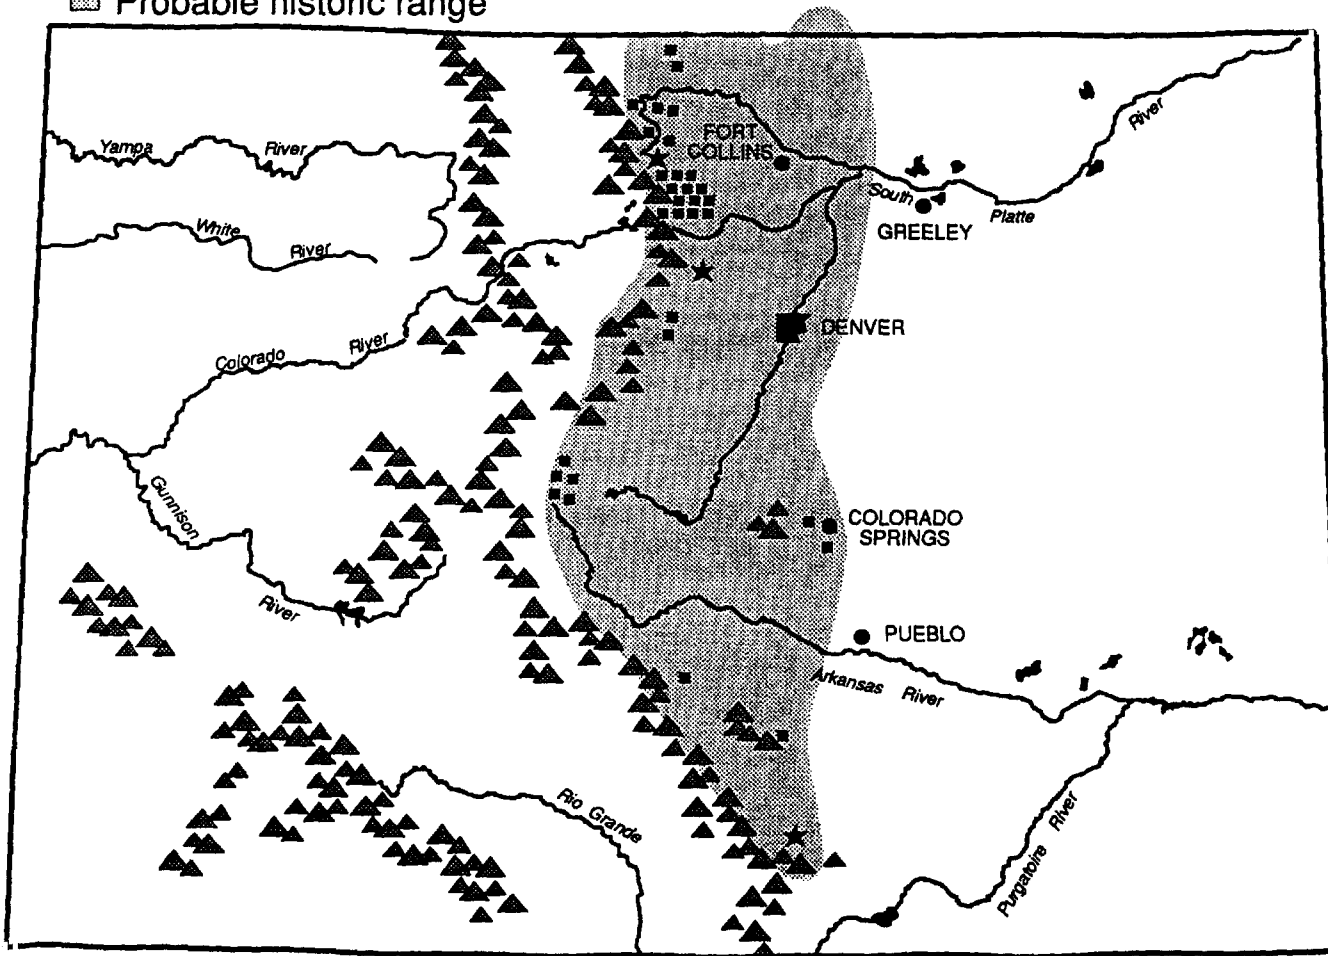 Probable historic range
Yampa River
FORT
COLLINS
River
White River
South Platte
GREELEY
DENVER
Colorado River
Gunnison
River
COLORADO
SPRINGS
PUEBLO
Arkansas River
Rio Grande
Purgatoire River